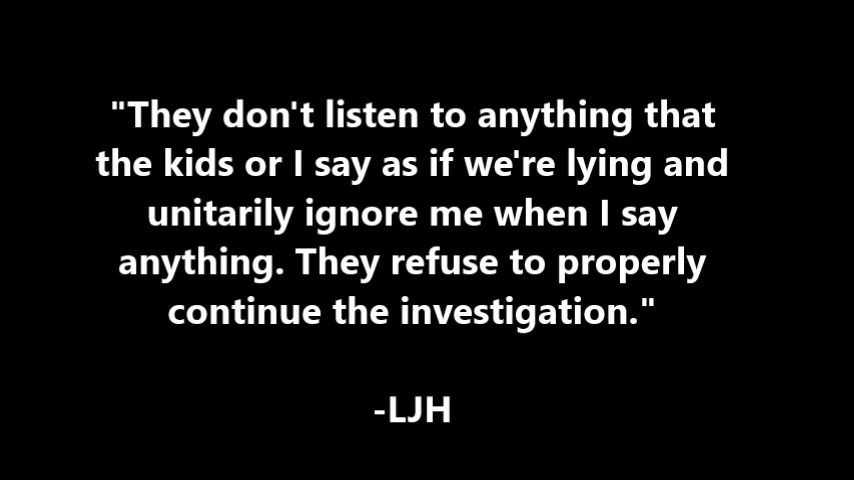 "They don't listen to anything that
the kids or I say as if we're lying and
unitarily ignore me when I say
anything. They refuse to properly
continue the investigation."
-LJH